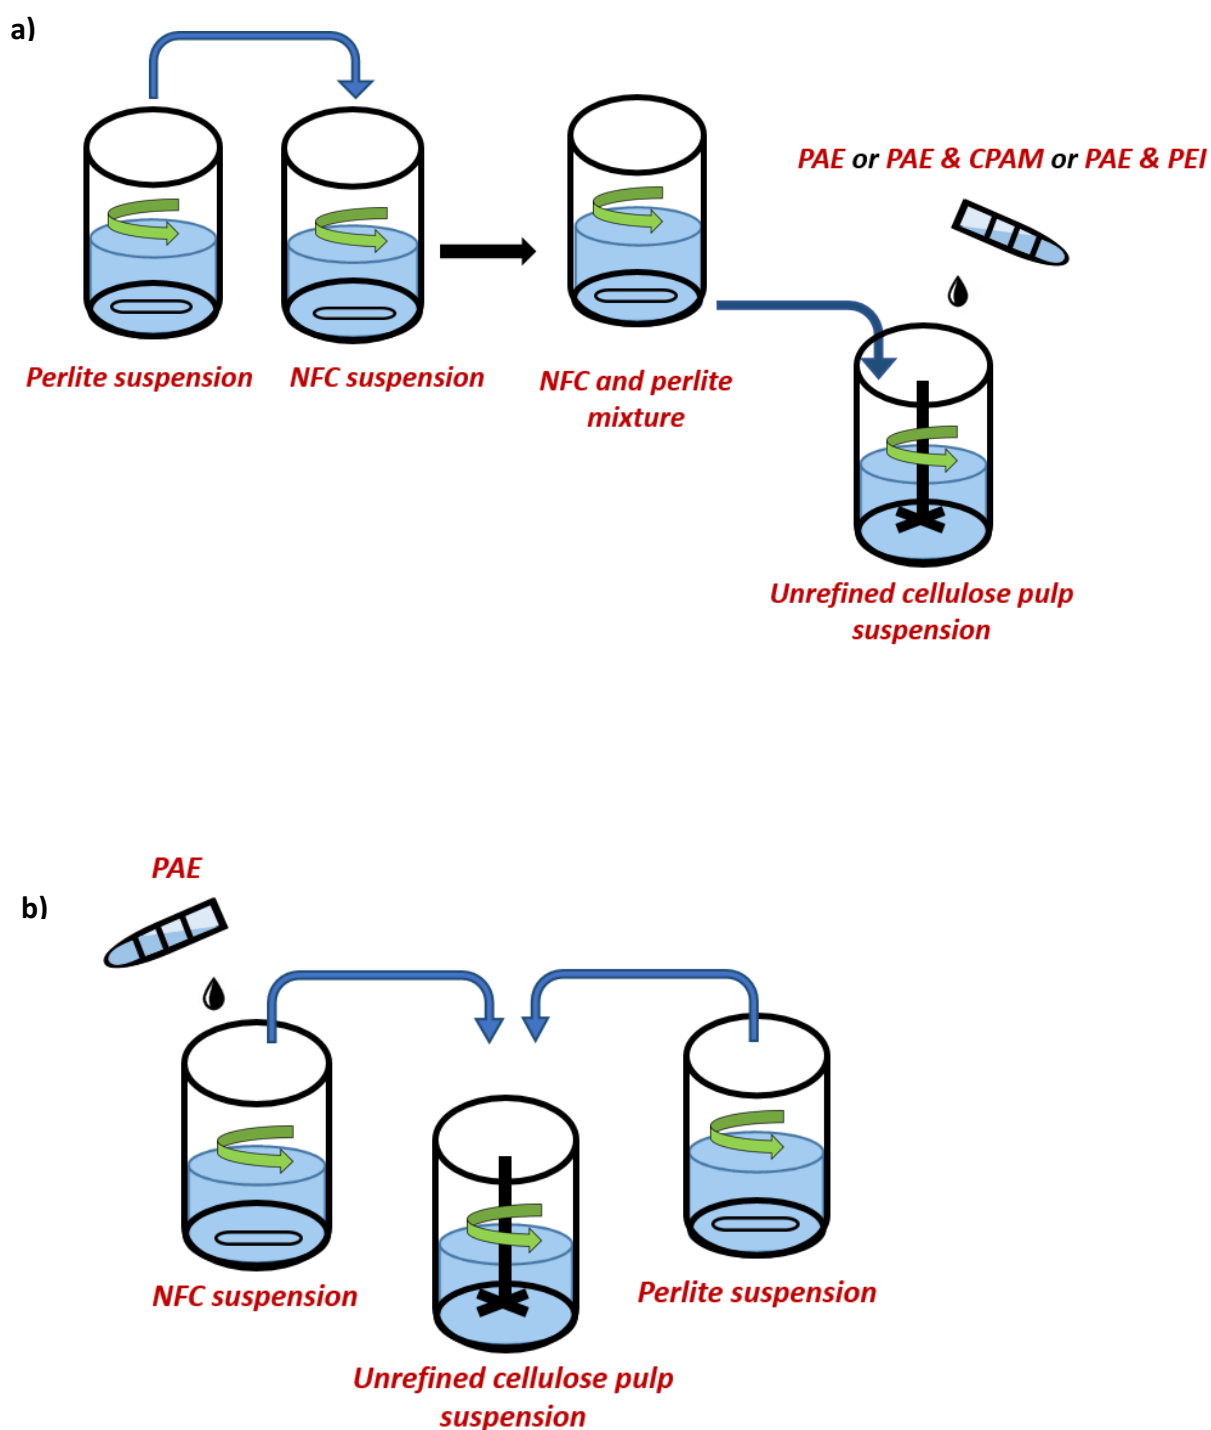 a)
PAE or PAE & CPAM or PAE & PEI
Perlite suspension
NFC suspension
NFC and perlite
mixture
Unrefined cellulose pulp
suspension
PAE
b)
NFC suspension
Perlite suspension
Unrefined cellulose pulp
suspension